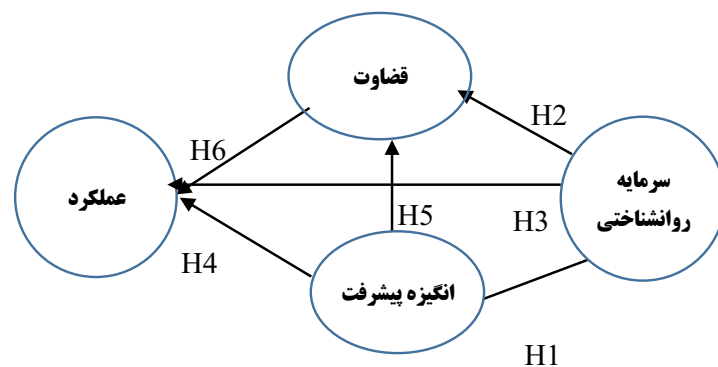 قضاوت
H2
H6
سرمایه
روانشناختی
عملکرد
H3
H5
H4
انگیزه پیشرفت
H1